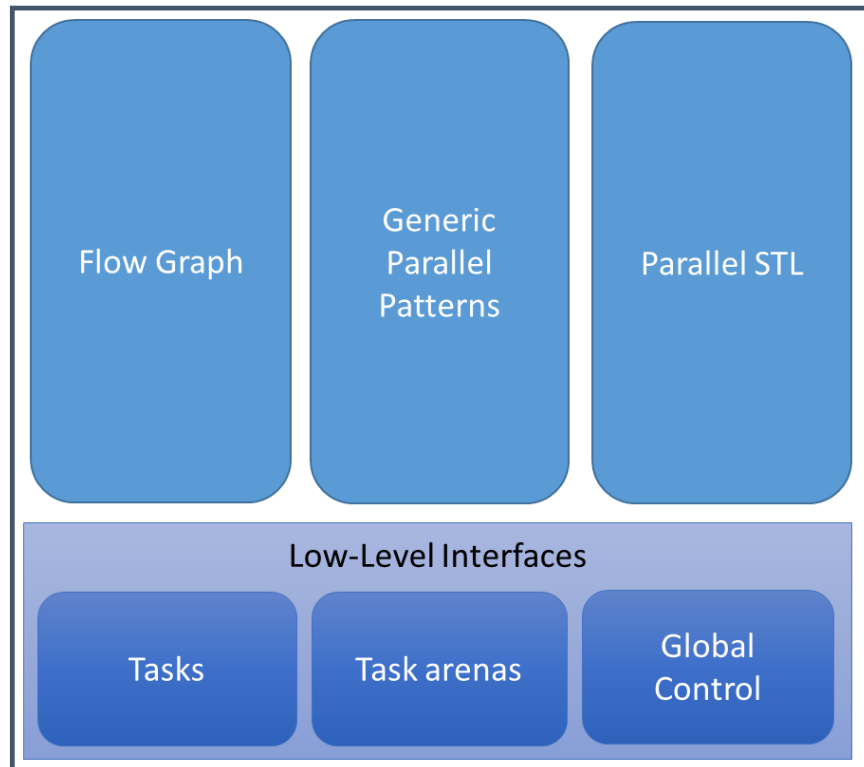 Flow Graph
Generic
Parallel
Patterns
Parallel STL
Low-Level Interfaces
Tasks
Task arenas
Global
Control